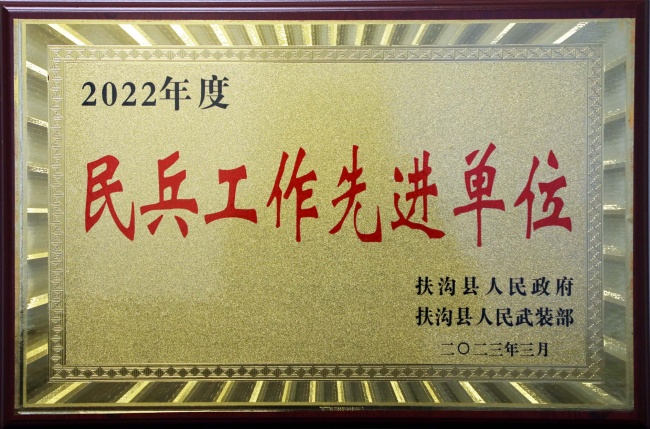 2022年度
民兵工作先进单位
扶沟县人民政府
扶沟县人民武装部
二〇二三年三月